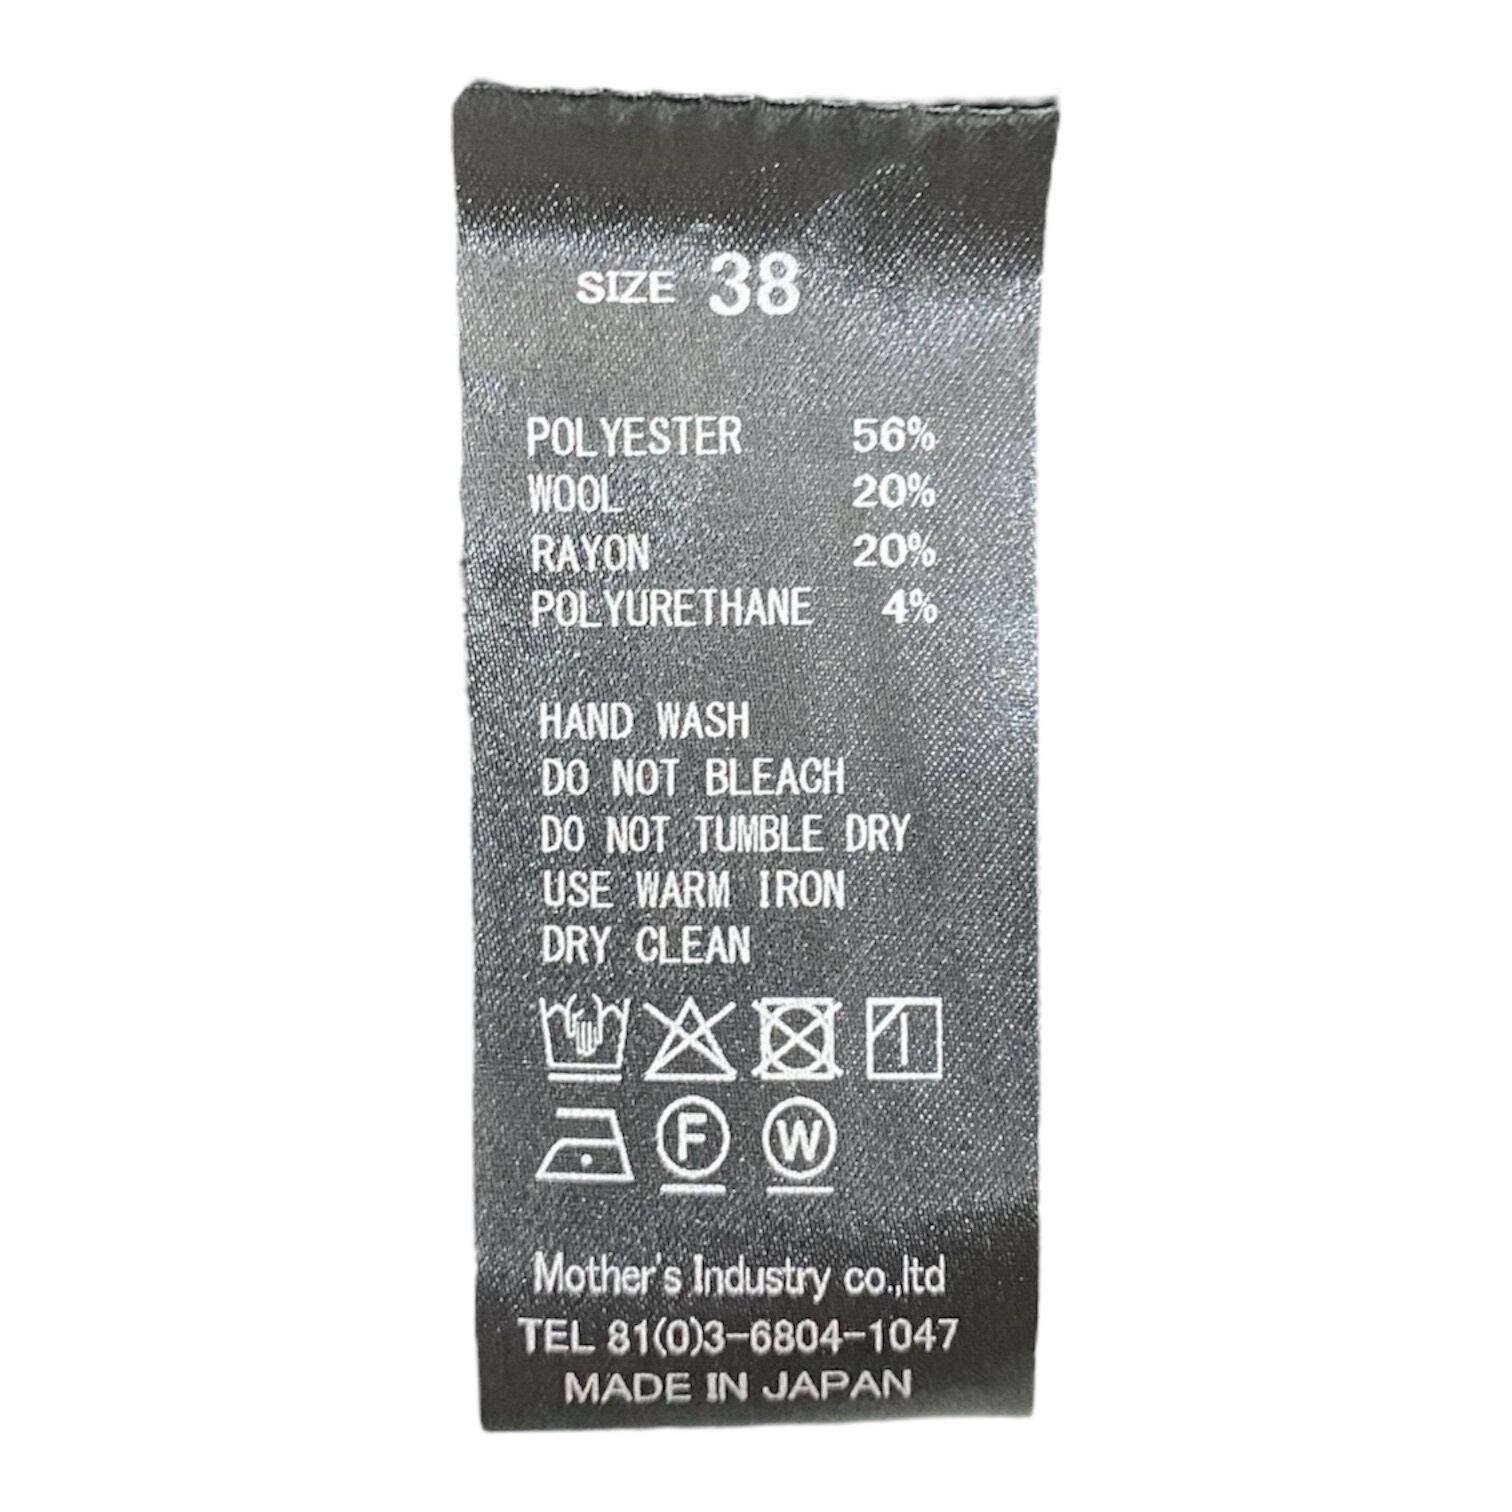 SIZE 38
POLYESTER 56%
WOOL 20%
RAYON 20%
POLYURETHANE 4%
HAND WASH
DO NOT BLEACH
DO NOT TUMBLE DRY
USE WARM IRON
DRY CLEAN
F W
Mother's Industry co.,ltd
TEL 81(0)3-6804-1047
MADE IN JAPAN